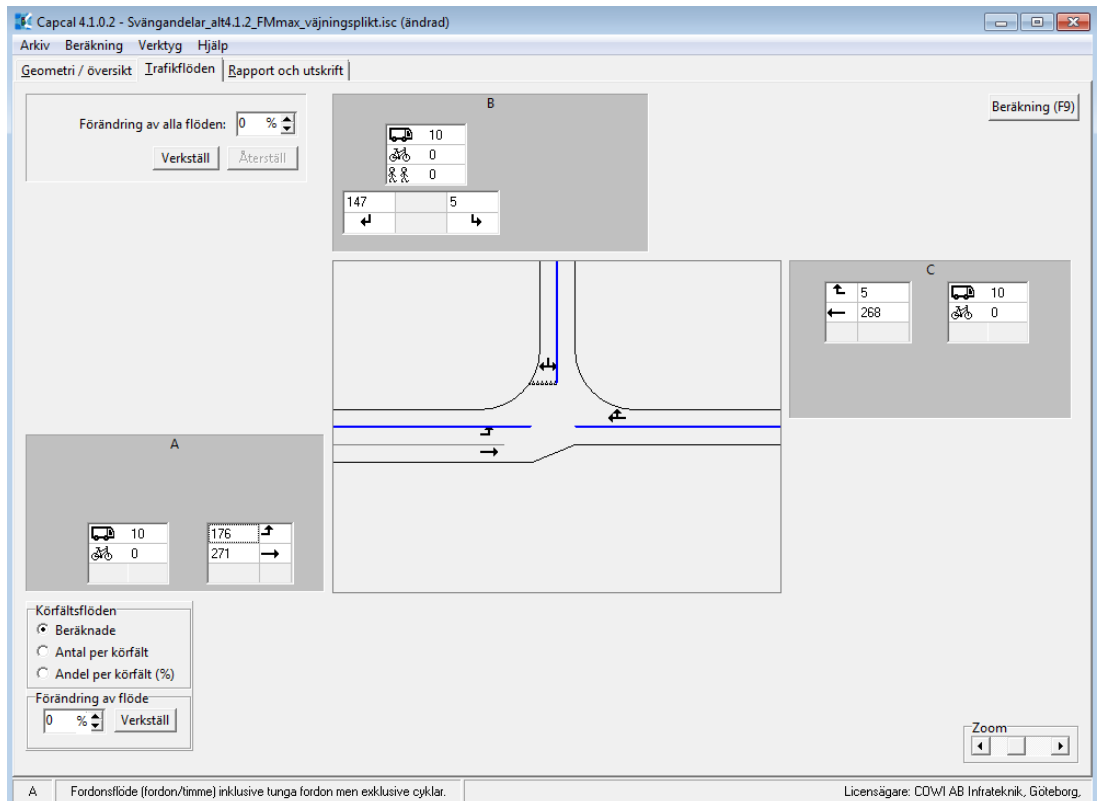 Capcal 4.1.0.2 - Svängandelar_alt4.1.2_FMmax_väjningsplikt.isc (ändrad)
Arkiv Beräkning Verktyg Hjälp
Geometri / översikt Trafikflöden Rapport och utskrift
Förändring av alla flöden: 0 %
Verkställ Återställ
Beräkning (F9)
B
10
0
0
147 5
C
5
268
10
0
A
10
0
176
271
Körfältsflöden
Beräknade
Antal per körfält
Andel per körfält (%)
Förändring av flöde
0 % Verkställ
Zoom
A Fordonsflöde (fordon/timme) inklusive tunga fordon men exklusive cyklar. Licensägare: COWI AB Infrateknik, Göteborg,